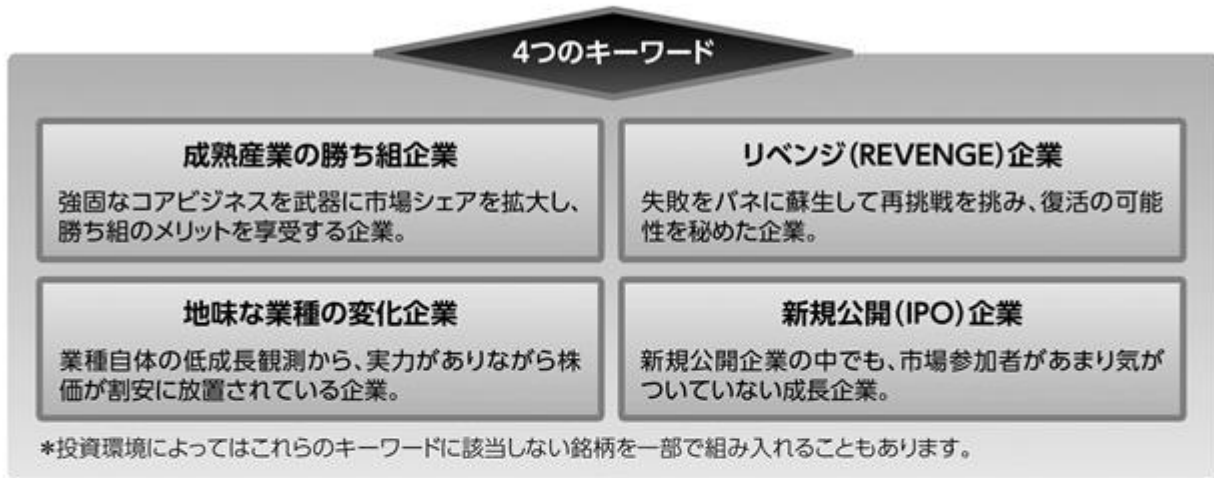 4つのキーワード
成熟産業の勝ち組企業
強固なコアビジネスを武器に市場シェアを拡大し、
勝ち組のメリットを享受する企業。
リベンジ(REVENGE)企業
失敗をバネに蘇生して再挑戦を挑み、復活の可能
性を秘めた企業。
地味な業種の変化企業
業種自体の低成長観測から、実力がありながら株
価が割安に放置されている企業。
新規公開(IPO)企業
新規公開企業の中でも、市場参加者があまり気が
ついていない成長企業。
*投資環境によってはこれらのキーワードに該当しない銘柄を一部で組み入れることもあります。